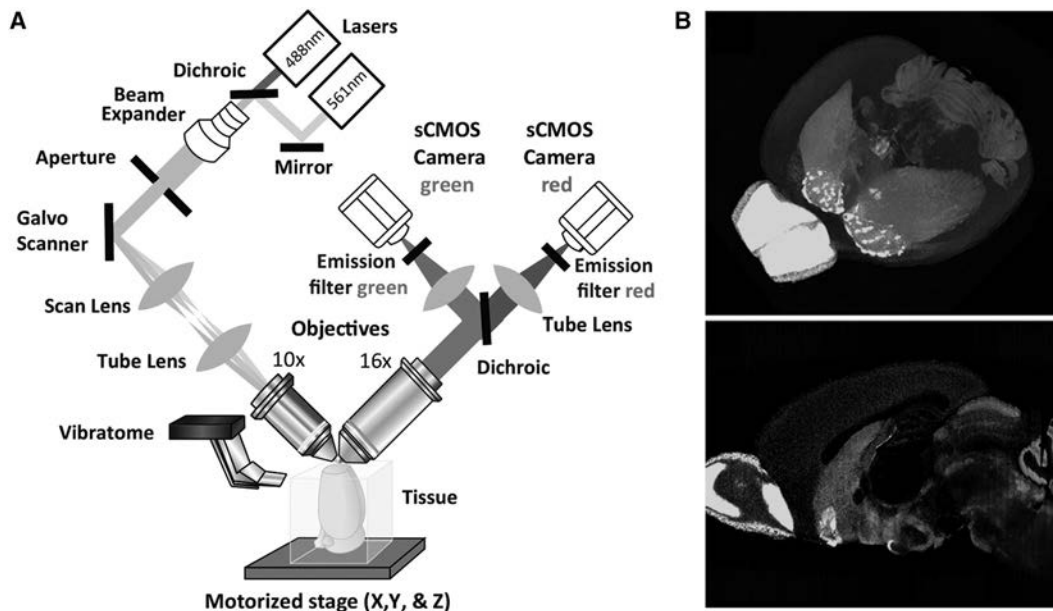 A
B
Lasers
488nm
561nm
Dichroic
Beam
Expander
Mirror
Aperture
Galvo
Scanner
Scan Lens
Tube Lens
Vibratome
sCMOS
Camera
green
sCMOS
Camera
red
Emission
filter green
Emission
filter red
Tube Lens
Dichroic
Objectives
10x
16x
Tissue
Motorized stage (X,Y, & Z)